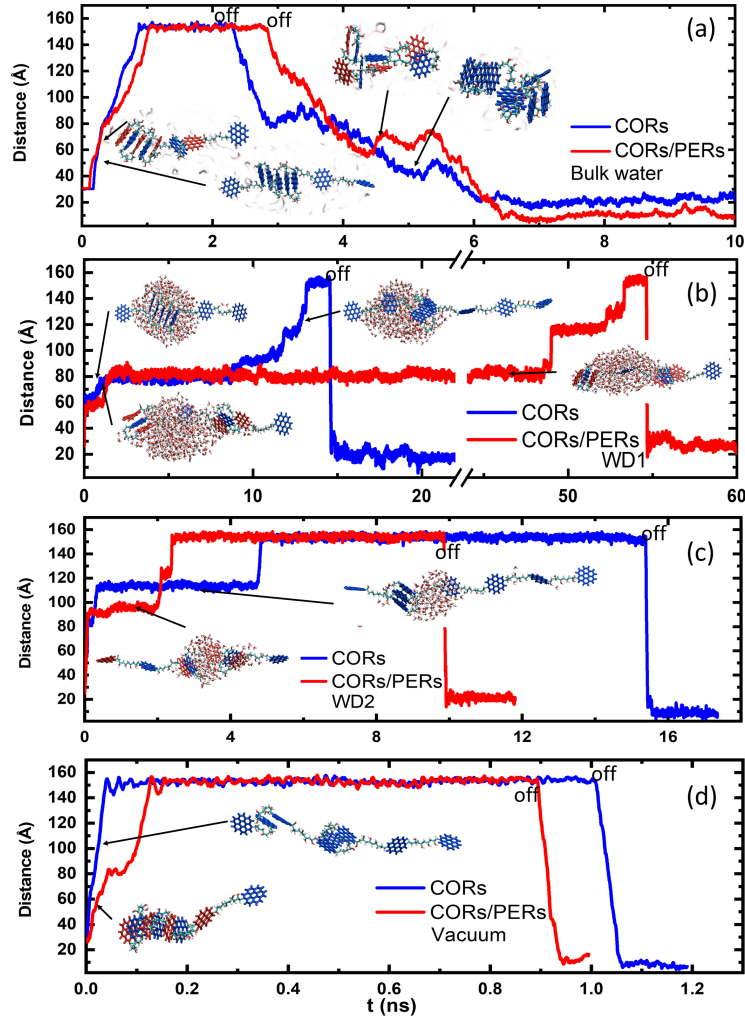 160
140
120
100
80
60
40
20
0
Distance (Å)
off
off
(a)
CORs
CORs/PERs
Bulk water
0 2 4 6 8 10
160
140
120
100
80
60
40
20
Distance (Å)
off
off
(b)
CORs
CORs/PERs
WD1
0 10 20 50 60
160
140
120
100
80
60
40
20
Distance (Å)
off
off
(c)
CORs
CORs/PERs
WD2
0 4 8 12 16
160
140
120
100
80
60
40
20
Distance (Å)
off
off
(d)
CORs
CORs/PERs
Vacuum
0.0 0.2 0.4 0.6 0.8 1.0 1.2
t (ns)